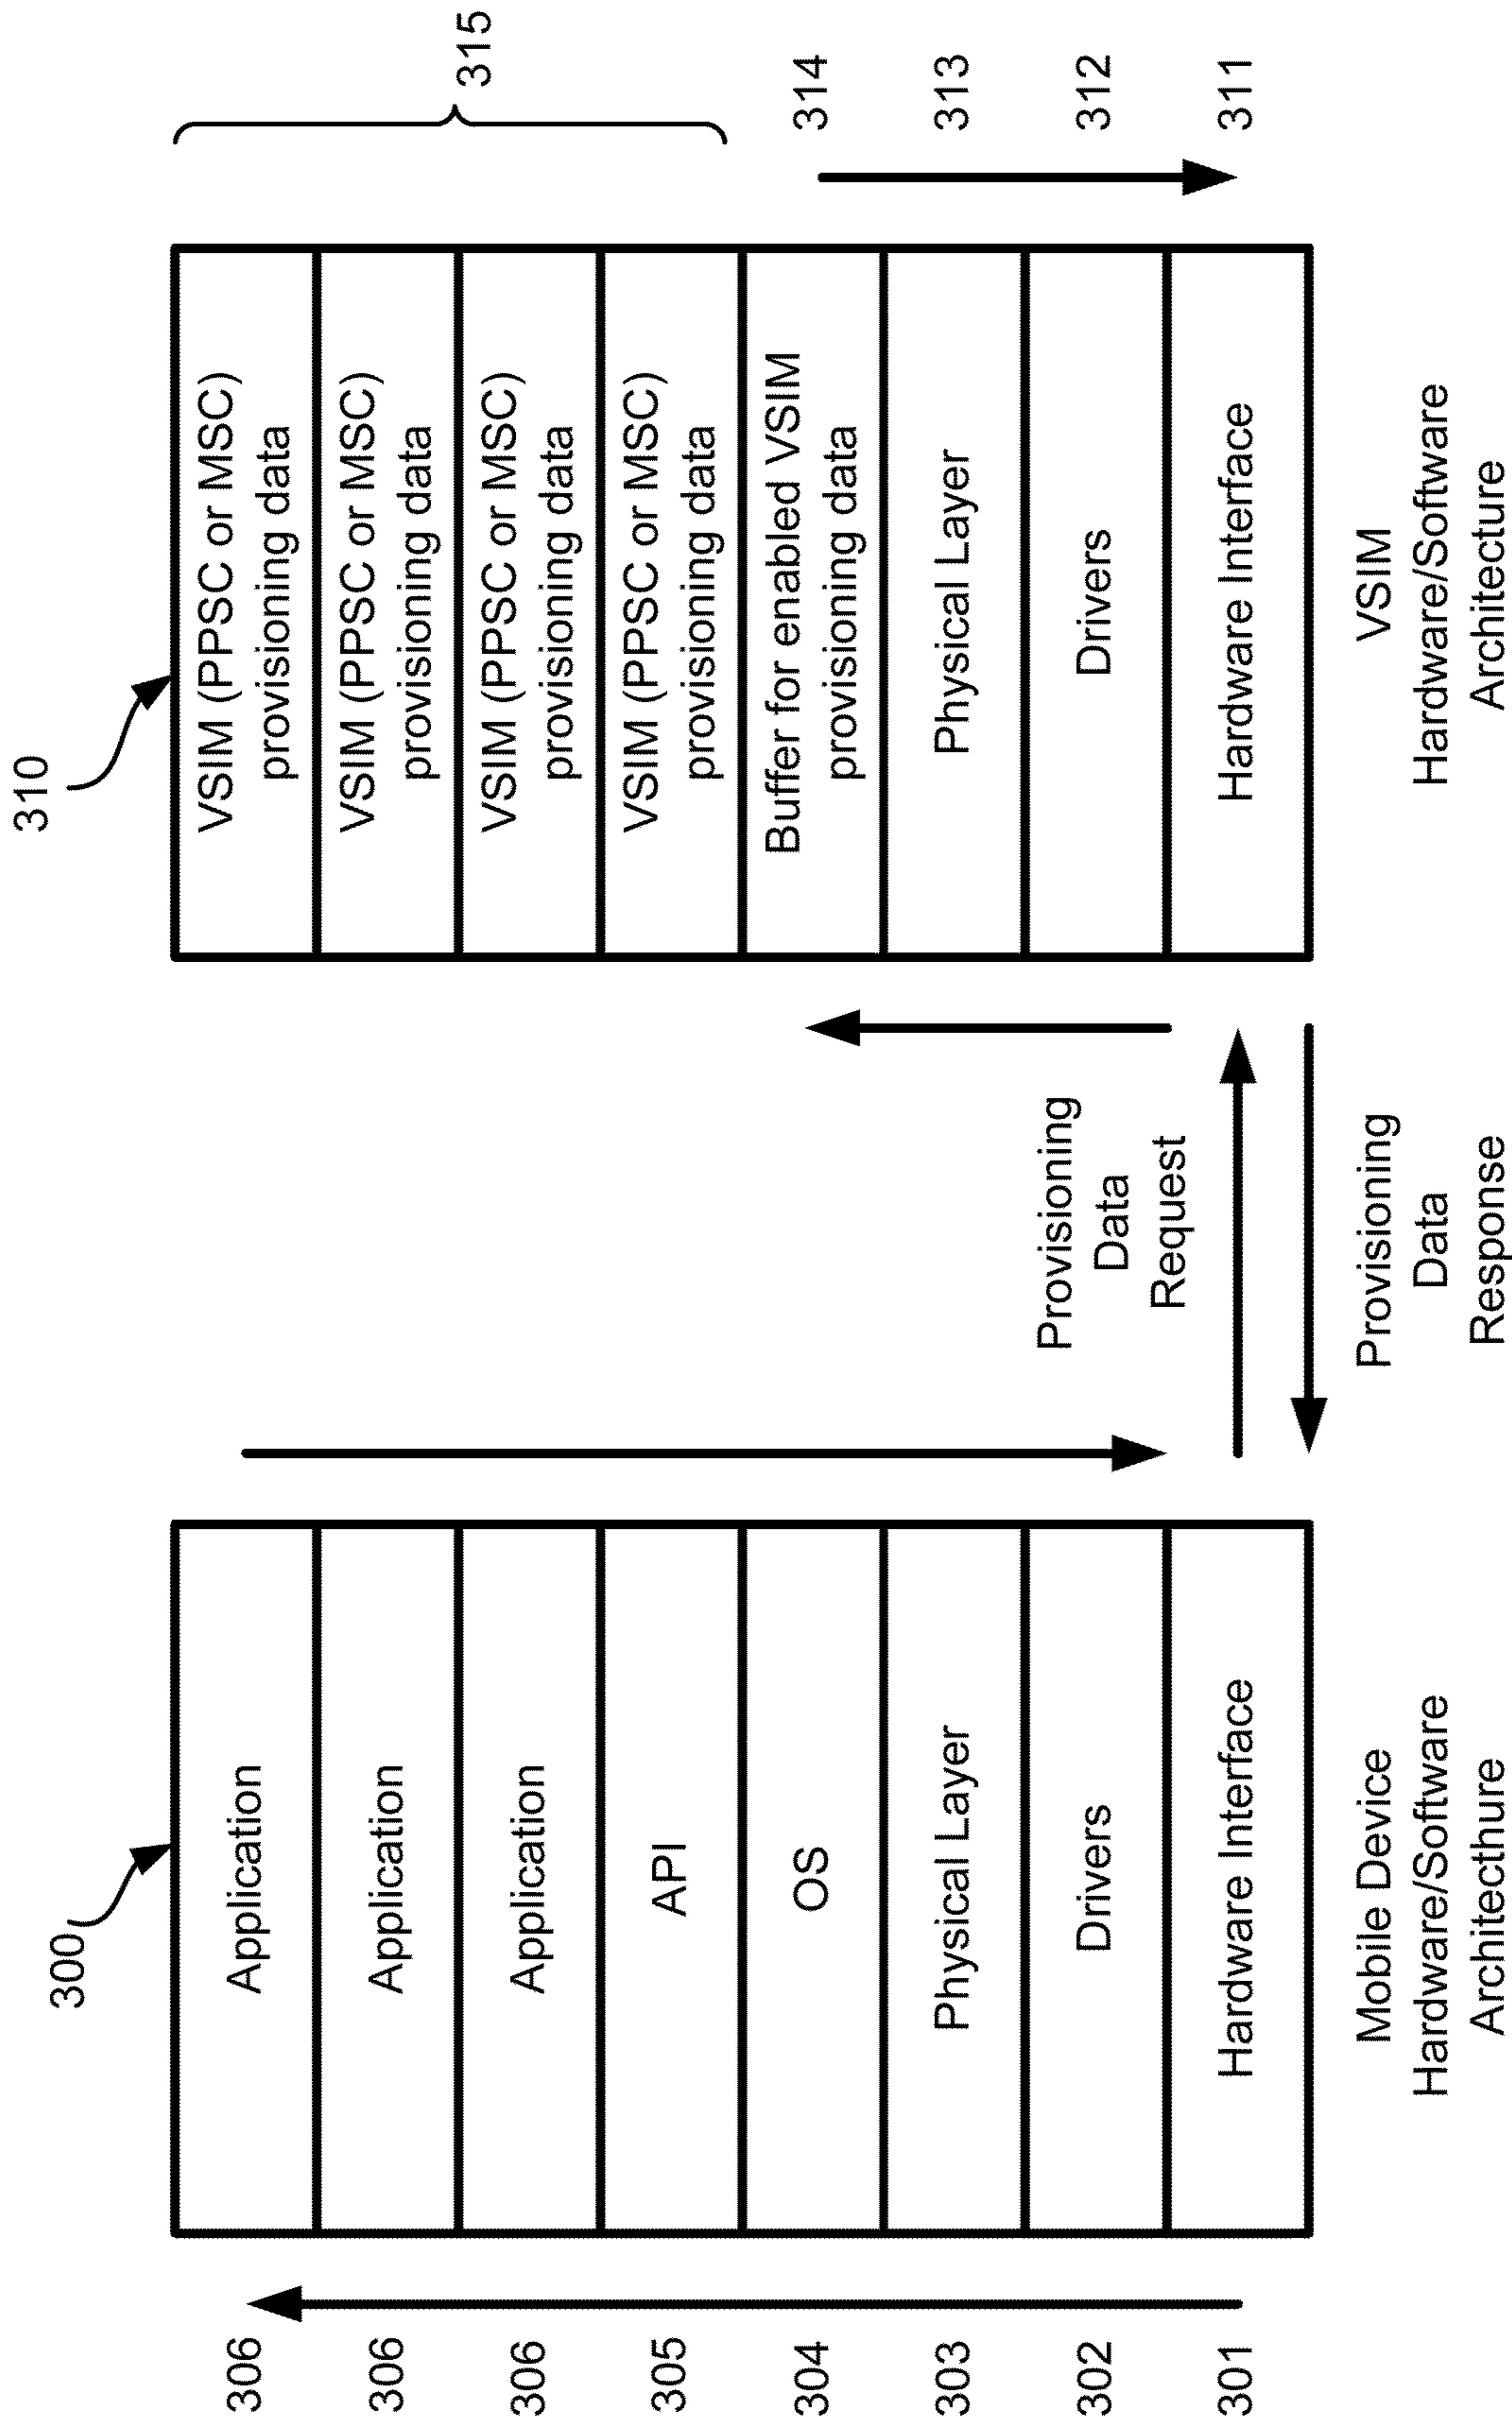 300
310
306
Application
306
Application
306
Application
305
API
304
OS
303
Physical Layer
302
Drivers
301
Hardware Interface
Mobile Device
Hardware/Software
Architecthure
Provisioning
Data
Request
Provisioning
Data
Response
VSIM (PPSC or MSC)
provisioning data
VSIM (PPSC or MSC)
provisioning data
VSIM (PPSC or MSC)
provisioning data
VSIM (PPSC or MSC)
provisioning data
315
Buffer for enabled VSIM
provisioning data
314
Physical Layer
313
Drivers
312
Hardware Interface
311
VSIM
Hardware/Software
Architecture